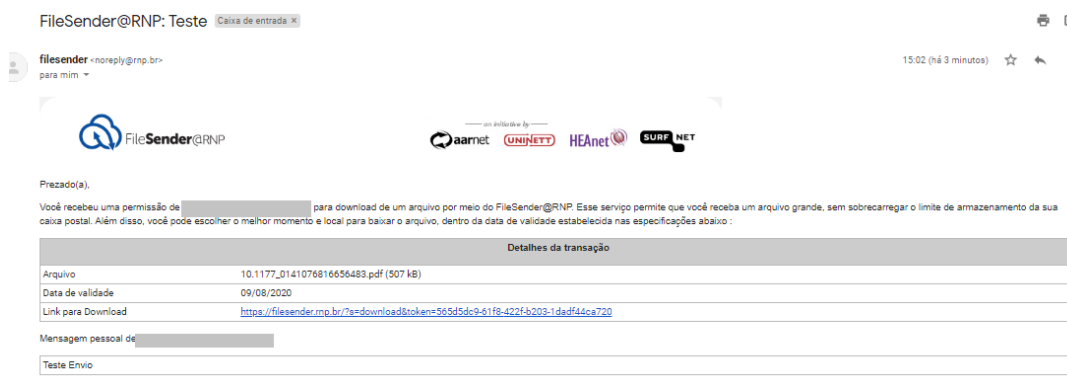 FileSender@RNP: Teste Caixa de entrada ×
filesender <noreply@rnp.br>
15:02 (há 3 minutos)
para mim
FileSender@RNP
an initiative by
aarnet UNINETT HEAnet SURF NET
Prezado(a),
Você recebeu uma permissão de para download de um arquivo por meio do FileSender@RNP. Esse serviço permite que você receba um arquivo grande, sem sobrecarregar o limite de armazenamento da sua
caixa postal. Além disso, você pode escolher o melhor momento e local para baixar o arquivo, dentro da data de validade estabelecida nas especificações abaixo :
Detalhes da transação
Arquivo 10.1177_0141076816656483.pdf (507 kB)
Data de validade 09/08/2020
Link para Download https://filesender.rnp.br/?s=download&token=565d5dc9-61f8-422f-b203-1dadf44ca720
Mensagem pessoal de
Teste Envio